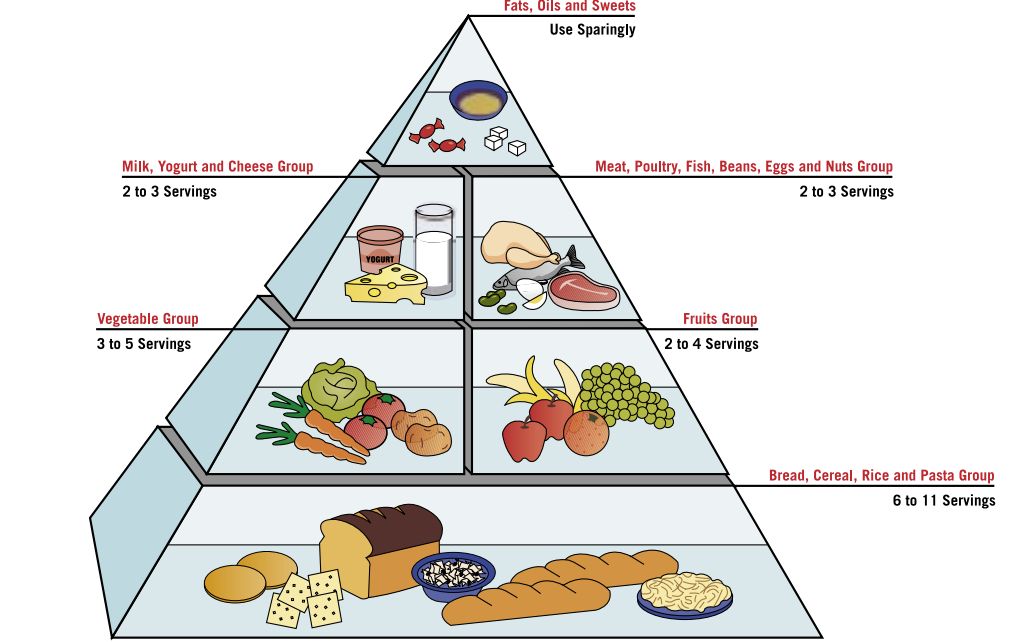 Fats, Oils and Sweets
Use Sparingly
Milk, Yogurt and Cheese Group
2 to 3 Servings
Meat, Poultry, Fish, Beans, Eggs and Nuts Group
2 to 3 Servings
YOGURT
Vegetable Group
3 to 5 Servings
Fruits Group
2 to 4 Servings
Bread, Cereal, Rice and Pasta Group
6 to 11 Servings